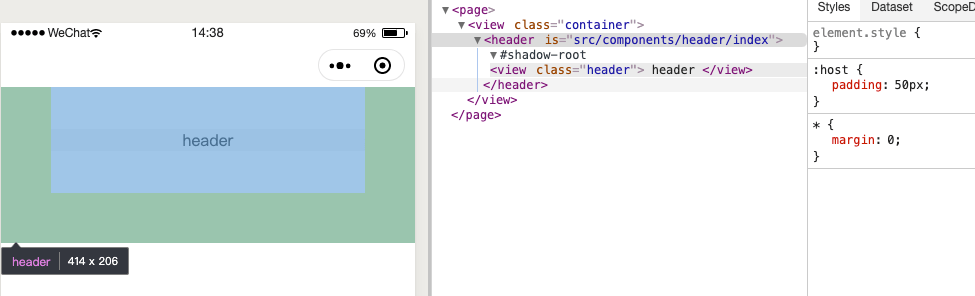 WeChat 14:38 69%
header
header 414 x 206
▼<page>
▼<view class="container">
▼<header is="src/components/header/index">
▼#shadow-root
<view class="header"> header </view>
</header>
</view>
</page>
Styles Dataset ScopeD
element.style {
}
:host {
padding: 50px;
}
* {
margin: 0;
}